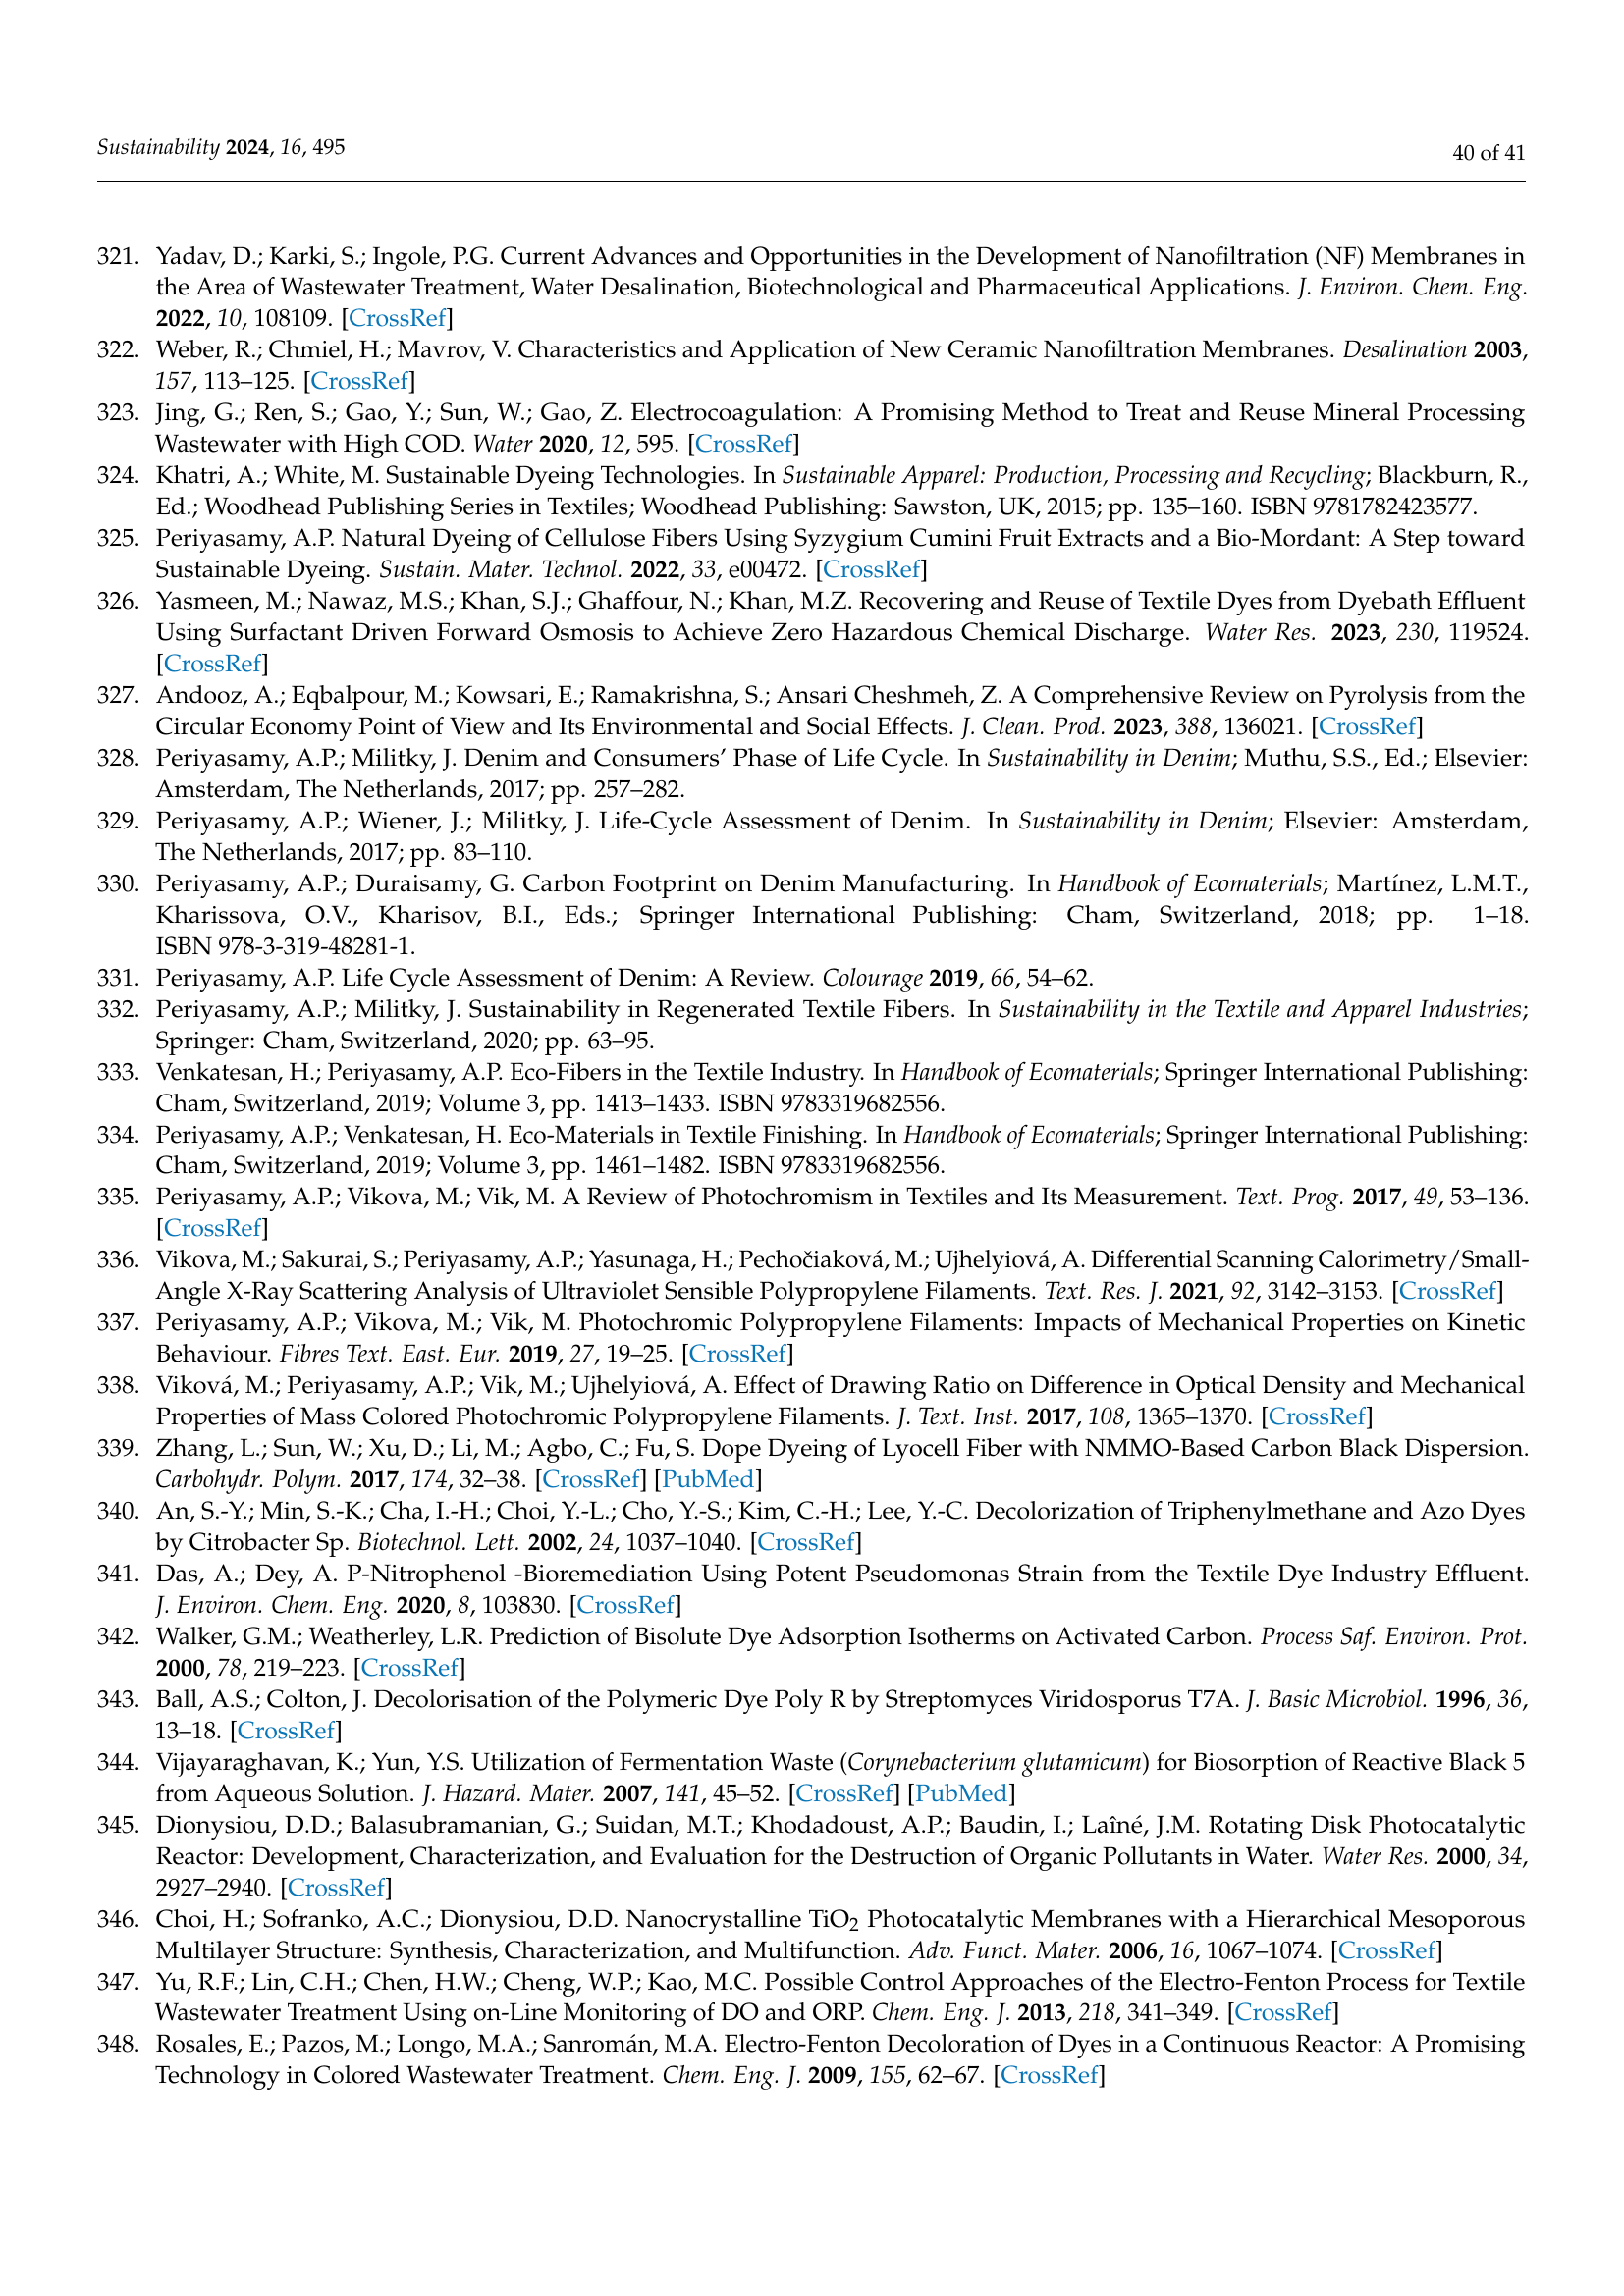 Sustainability 2024, 16, 495
40 of 41
321. Yadav, D.; Karki, S.; Ingole, P.G. Current Advances and Opportunities in the Development of Nanofiltration (NF) Membranes in
the Area of Wastewater Treatment, Water Desalination, Biotechnological and Pharmaceutical Applications. J. Environ. Chem. Eng.
2022, 10, 108109. [CrossRef]
322. Weber, R.; Chmiel, H.; Mavrov, V. Characteristics and Application of New Ceramic Nanofiltration Membranes. Desalination 2003,
157, 113–125. [CrossRef]
323. Jing, G.; Ren, S.; Gao, Y.; Sun, W.; Gao, Z. Electrocoagulation: A Promising Method to Treat and Reuse Mineral Processing
Wastewater with High COD. Water 2020, 12, 595. [CrossRef]
324. Khatri, A.; White, M. Sustainable Dyeing Technologies. In Sustainable Apparel: Production, Processing and Recycling; Blackburn, R.,
Ed.; Woodhead Publishing Series in Textiles; Woodhead Publishing: Sawston, UK, 2015; pp. 135–160. ISBN 9781782423577.
325. Periyasamy, A.P. Natural Dyeing of Cellulose Fibers Using Syzygium Cumini Fruit Extracts and a Bio-Mordant: A Step toward
Sustainable Dyeing. Sustain. Mater. Technol. 2022, 33, e00472. [CrossRef]
326. Yasmeen, M.; Nawaz, M.S.; Khan, S.J.; Ghaffour, N.; Khan, M.Z. Recovering and Reuse of Textile Dyes from Dyebath Effluent
Using Surfactant Driven Forward Osmosis to Achieve Zero Hazardous Chemical Discharge. Water Res. 2023, 230, 119524.
[CrossRef]
327. Andooz, A.; Eqbalpour, M.; Kowsari, E.; Ramakrishna, S.; Ansari Cheshmeh, Z. A Comprehensive Review on Pyrolysis from the
Circular Economy Point of View and Its Environmental and Social Effects. J. Clean. Prod. 2023, 388, 136021. [CrossRef]
328. Periyasamy, A.P.; Militky, J. Denim and Consumers’ Phase of Life Cycle. In Sustainability in Denim; Muthu, S.S., Ed.; Elsevier:
Amsterdam, The Netherlands, 2017; pp. 257–282.
329. Periyasamy, A.P.; Wiener, J.; Militky, J. Life-Cycle Assessment of Denim. In Sustainability in Denim; Elsevier: Amsterdam,
The Netherlands, 2017; pp. 83–110.
330. Periyasamy, A.P.; Duraisamy, G. Carbon Footprint on Denim Manufacturing. In Handbook of Ecomaterials; Martínez, L.M.T.,
Kharissova, O.V., Kharisov, B.I., Eds.; Springer International Publishing: Cham, Switzerland, 2018; pp. 1–18.
ISBN 978-3-319-48281-1.
331. Periyasamy, A.P. Life Cycle Assessment of Denim: A Review. Colourage 2019, 66, 54–62.
332. Periyasamy, A.P.; Militky, J. Sustainability in Regenerated Textile Fibers. In Sustainability in the Textile and Apparel Industries;
Springer: Cham, Switzerland, 2020; pp. 63–95.
333. Venkatesan, H.; Periyasamy, A.P. Eco-Fibers in the Textile Industry. In Handbook of Ecomaterials; Springer International Publishing:
Cham, Switzerland, 2019; Volume 3, pp. 1413–1433. ISBN 9783319682556.
334. Periyasamy, A.P.; Venkatesan, H. Eco-Materials in Textile Finishing. In Handbook of Ecomaterials; Springer International Publishing:
Cham, Switzerland, 2019; Volume 3, pp. 1461–1482. ISBN 9783319682556.
335. Periyasamy, A.P.; Vikova, M.; Vik, M. A Review of Photochromism in Textiles and Its Measurement. Text. Prog. 2017, 49, 53–136.
[CrossRef]
336. Vikova, M.; Sakurai, S.; Periyasamy, A.P.; Yasunaga, H.; Pechočiaková, M.; Ujhelyiová, A. Differential Scanning Calorimetry/Small-
Angle X-Ray Scattering Analysis of Ultraviolet Sensible Polypropylene Filaments. Text. Res. J. 2021, 92, 3142–3153. [CrossRef]
337. Periyasamy, A.P.; Vikova, M.; Vik, M. Photochromic Polypropylene Filaments: Impacts of Mechanical Properties on Kinetic
Behaviour. Fibres Text. East. Eur. 2019, 27, 19–25. [CrossRef]
338. Viková, M.; Periyasamy, A.P.; Vik, M.; Ujhelyiová, A. Effect of Drawing Ratio on Difference in Optical Density and Mechanical
Properties of Mass Colored Photochromic Polypropylene Filaments. J. Text. Inst. 2017, 108, 1365–1370. [CrossRef]
339. Zhang, L.; Sun, W.; Xu, D.; Li, M.; Agbo, C.; Fu, S. Dope Dyeing of Lyocell Fiber with NMMO-Based Carbon Black Dispersion.
Carbohydr. Polym. 2017, 174, 32–38. [CrossRef] [PubMed]
340. An, S.-Y.; Min, S.-K.; Cha, I.-H.; Choi, Y.-L.; Cho, Y.-S.; Kim, C.-H.; Lee, Y.-C. Decolorization of Triphenylmethane and Azo Dyes
by Citrobacter Sp. Biotechnol. Lett. 2002, 24, 1037–1040. [CrossRef]
341. Das, A.; Dey, A. P-Nitrophenol -Bioremediation Using Potent Pseudomonas Strain from the Textile Dye Industry Effluent.
J. Environ. Chem. Eng. 2020, 8, 103830. [CrossRef]
342. Walker, G.M.; Weatherley, L.R. Prediction of Bisolute Dye Adsorption Isotherms on Activated Carbon. Process Saf. Environ. Prot.
2000, 78, 219–223. [CrossRef]
343. Ball, A.S.; Colton, J. Decolorisation of the Polymeric Dye Poly R by Streptomyces Viridosporus T7A. J. Basic Microbiol. 1996, 36,
13–18. [CrossRef]
344. Vijayaraghavan, K.; Yun, Y.S. Utilization of Fermentation Waste (Corynebacterium glutamicum) for Biosorption of Reactive Black 5
from Aqueous Solution. J. Hazard. Mater. 2007, 141, 45–52. [CrossRef] [PubMed]
345. Dionysiou, D.D.; Balasubramanian, G.; Suidan, M.T.; Khodadoust, A.P.; Baudin, I.; Laîné, J.M. Rotating Disk Photocatalytic
Reactor: Development, Characterization, and Evaluation for the Destruction of Organic Pollutants in Water. Water Res. 2000, 34,
2927–2940. [CrossRef]
346. Choi, H.; Sofranko, A.C.; Dionysiou, D.D. Nanocrystalline TiO₂ Photocatalytic Membranes with a Hierarchical Mesoporous
Multilayer Structure: Synthesis, Characterization, and Multifunction. Adv. Funct. Mater. 2006, 16, 1067–1074. [CrossRef]
347. Yu, R.F.; Lin, C.H.; Chen, H.W.; Cheng, W.P.; Kao, M.C. Possible Control Approaches of the Electro-Fenton Process for Textile
Wastewater Treatment Using on-Line Monitoring of DO and ORP. Chem. Eng. J. 2013, 218, 341–349. [CrossRef]
348. Rosales, E.; Pazos, M.; Longo, M.A.; Sanromán, M.A. Electro-Fenton Decoloration of Dyes in a Continuous Reactor: A Promising
Technology in Colored Wastewater Treatment. Chem. Eng. J. 2009, 155, 62–67. [CrossRef]